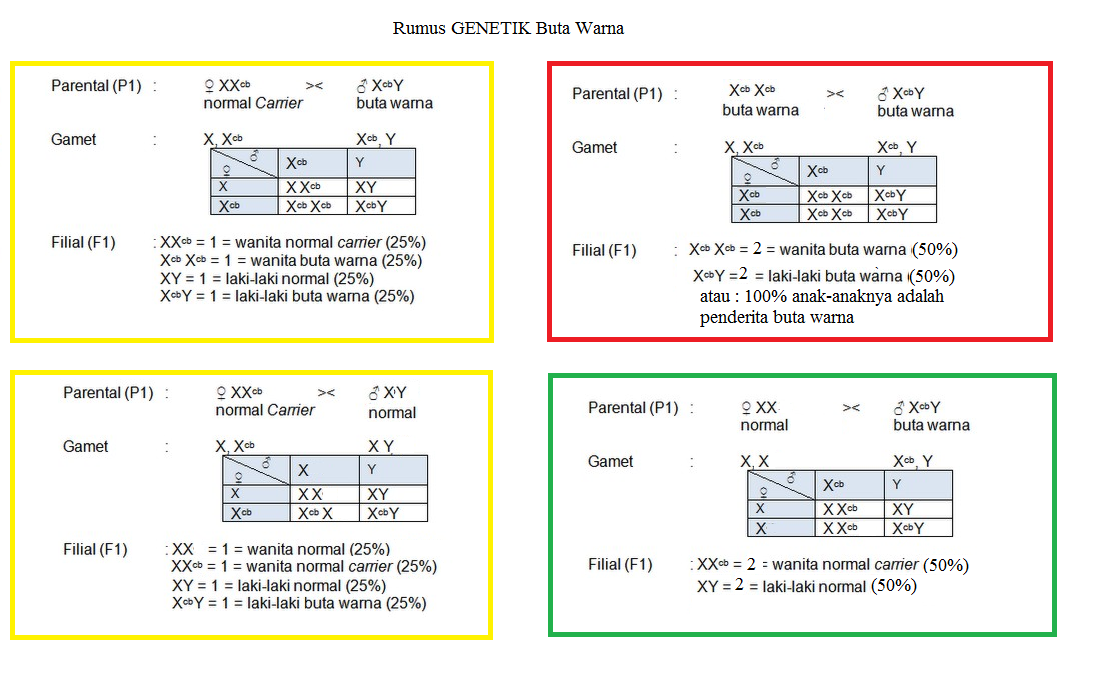 Rumus GENETIK Buta Warna
Parental (P1) : ♀ XXcb >< ♂ XcbY
normal Carrier buta warna
Gamet : X, Xcb Xcb, Y
♂ ♀ Xcb Y
X X Xcb XY
Xcb Xcb Xcb XcbY
Filial (F1) : XXcb = 1 = wanita normal carrier (25%)
Xcb Xcb = 1 = wanita buta warna (25%)
XY = 1 = laki-laki normal (25%)
XcbY = 1 = laki-laki buta warna (25%)
Parental (P1) : Xcb Xcb >< ♂ XcbY
buta warna buta warna
Gamet : X, Xcb Xcb, Y
♂ ♀ Xcb Y
Xcb Xcb Xcb XcbY
Xcb Xcb Xcb XcbY
Filial (F1) : Xcb Xcb = 2 = wanita buta warna (50%)
XcbY = 2 = laki-laki buta warna (50%)
atau : 100% anak-anaknya adalah
penderita buta warna
Parental (P1) : ♀ XXcb >< ♂ XY
normal Carrier normal
Gamet : X, Xcb X Y
♂ ♀ X Y
X X X XY
Xcb Xcb X XcbY
Filial (F1) : XX = 1 = wanita normal (25%)
XXcb = 1 = wanita normal carrier (25%)
XY = 1 = laki-laki normal (25%)
XcbY = 1 = laki-laki buta warna (25%)
Parental (P1) : ♀ XX >< ♂ XcbY
normal buta warna
Gamet : X, X Xcb, Y
♂ ♀ Xcb Y
X X Xcb XY
X X Xcb XcbY
Filial (F1) : XXcb = 2 = wanita normal carrier (50%)
XY = 2 = laki-laki normal (50%)